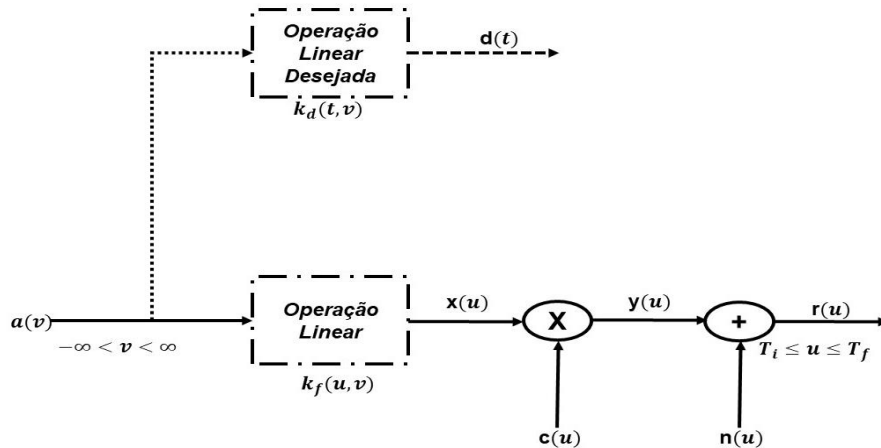 Operação
Linear
Desejada
d(t)
k_d(t,v)
a(v)
−∞ < v < ∞
Operação
Linear
k_f(u,v)
x(u)
X
y(u)
+
r(u)
T_i ≤ u ≤ T_f
c(u)
n(u)